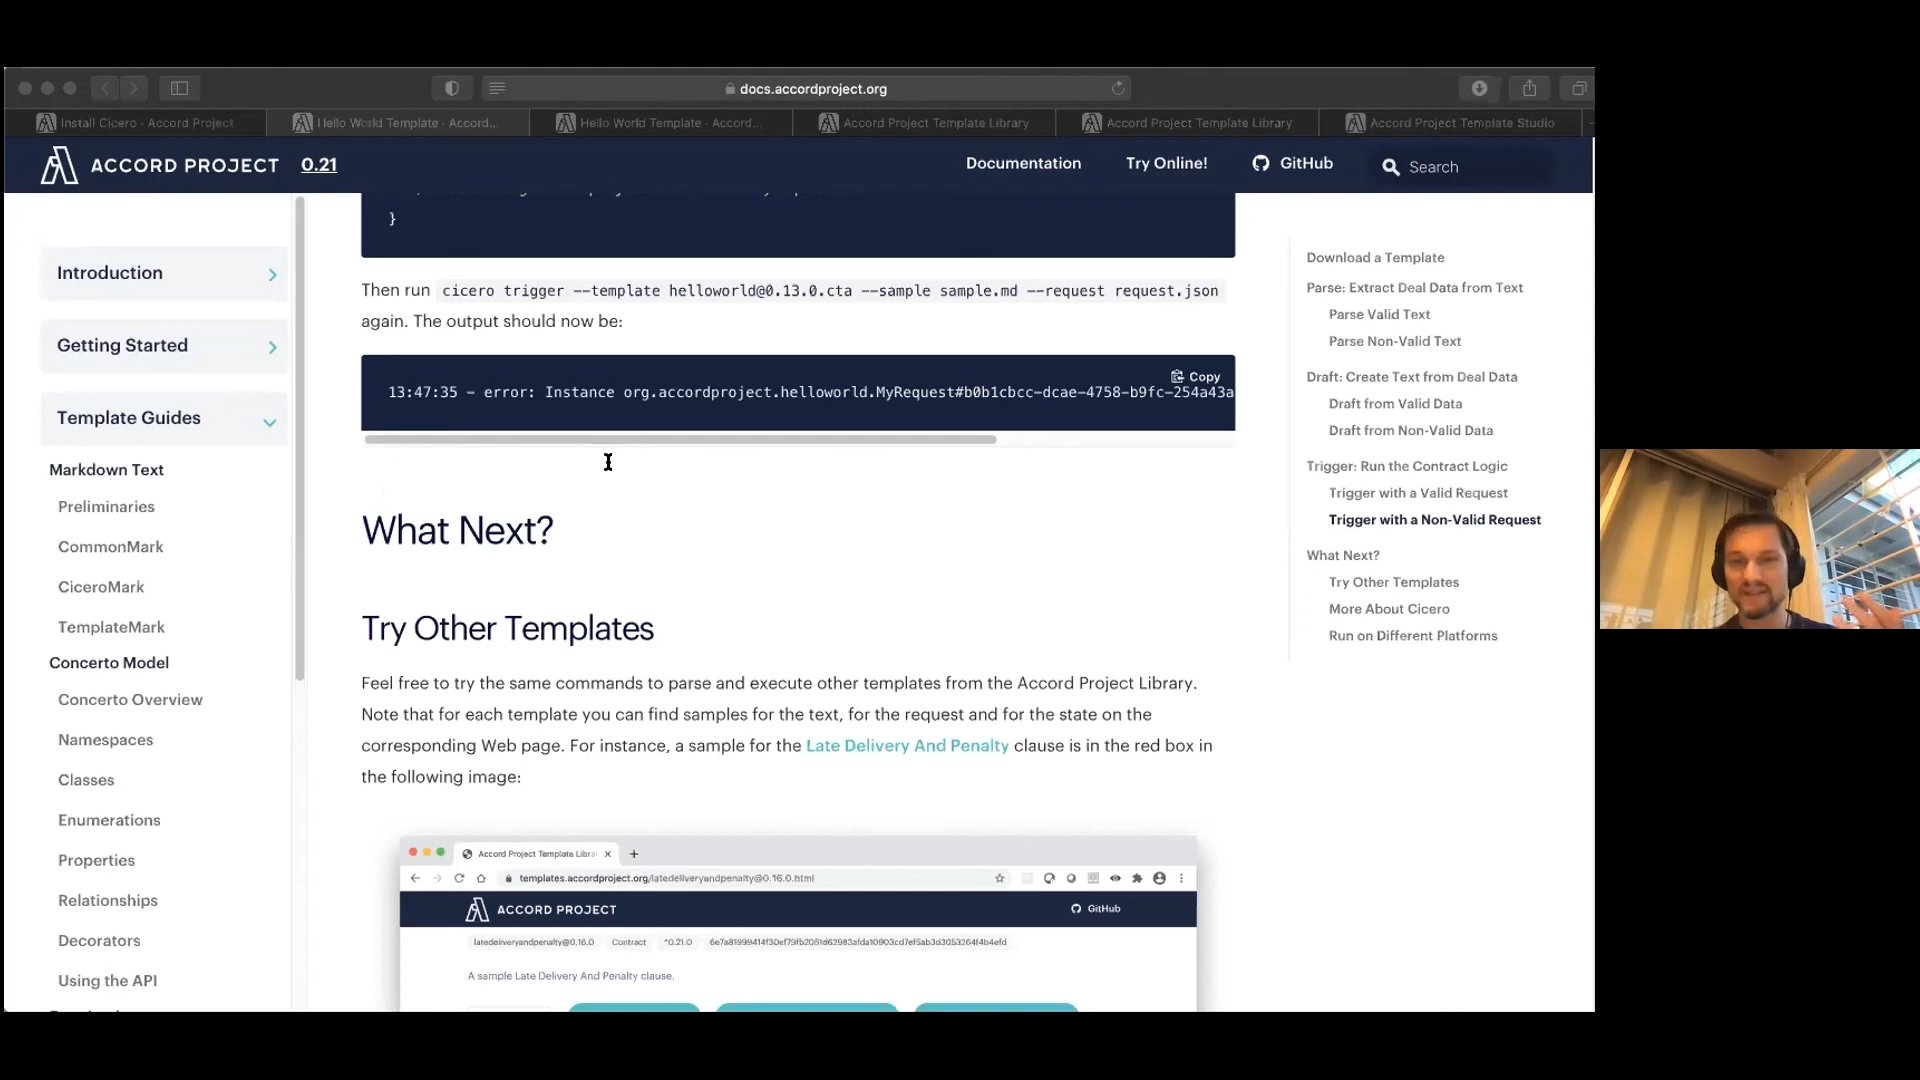 docs.accordproject.org
Install Cicero · Accord Project
Hello World Template · Accord...
Hello World Template · Accord...
Accord Project Template Library
Accord Project Template Library
Accord Project Template Studio
ACCORD PROJECT
0.21
Documentation
Try Online!
GitHub
Search
Introduction
Getting Started
Template Guides
Markdown Text
Preliminaries
CommonMark
CiceroMark
TemplateMark
Concerto Model
Concerto Overview
Namespaces
Classes
Enumerations
Properties
Relationships
Decorators
Using the API
}
Then run cicero trigger --template helloworld@0.13.0.cta --sample sample.md --request request.json
again. The output should now be:
Copy
13:47:35 - error: Instance org.accordproject.helloworld.MyRequest#b0b1cbcc-dcae-4758-b9fc-254a43a
What Next?
Try Other Templates
Feel free to try the same commands to parse and execute other templates from the Accord Project Library.
Note that for each template you can find samples for the text, for the request and for the state on the
corresponding Web page. For instance, a sample for the Late Delivery And Penalty clause is in the red box in
the following image:
Accord Project Template Libra
templates.accordproject.org/latedeliveryandpenalty@0.16.0.html
ACCORD PROJECT
GitHub
latedeliveryandpenalty@0.16.0
Contract
^0.21.0
A sample Late Delivery And Penalty clause.
Download a Template
Parse: Extract Deal Data from Text
Parse Valid Text
Parse Non-Valid Text
Draft: Create Text from Deal Data
Draft from Valid Data
Draft from Non-Valid Data
Trigger: Run the Contract Logic
Trigger with a Valid Request
Trigger with a Non-Valid Request
What Next?
Try Other Templates
More About Cicero
Run on Different Platforms